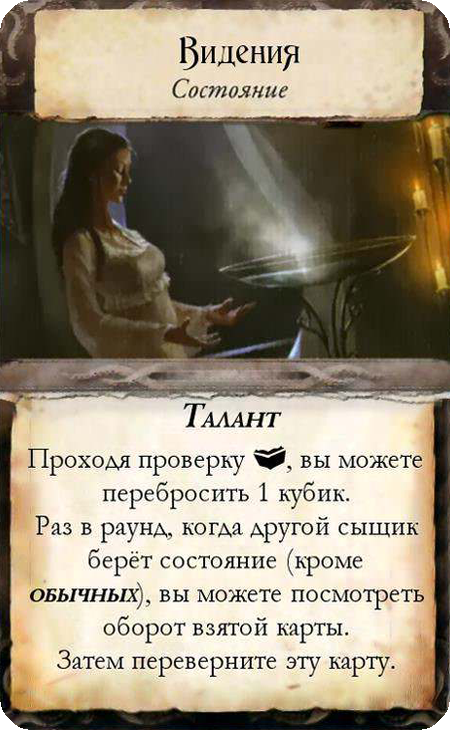 Видения
Состояние
Талант
Проходя проверку , вы можете
перебросить 1 кубик.
Раз в раунд, когда другой сыщик
берёт состояние (кроме
обычных), вы можете посмотреть
оборот взятой карты.
Затем переверните эту карту.